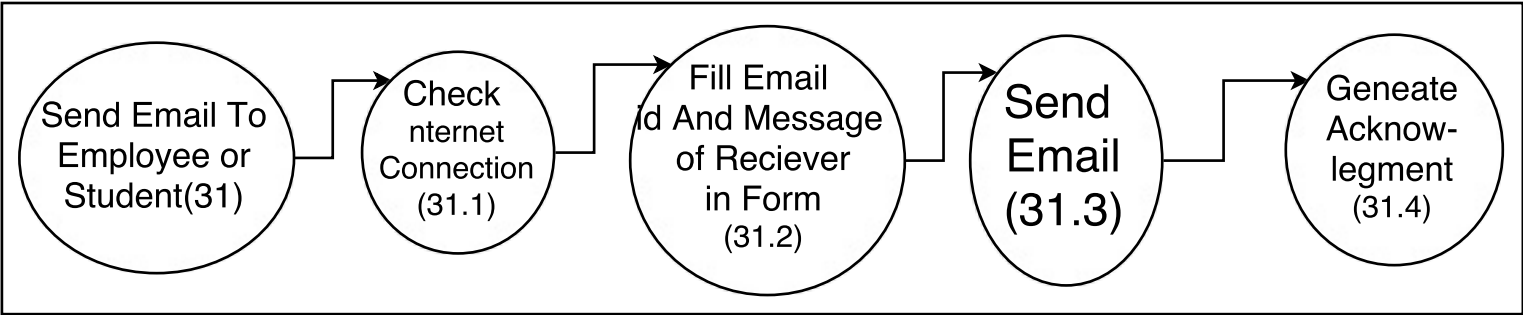 Send Email To
Employee or
Student(31)
Check
nternet
Connection
(31.1)
Fill Email
id And Message
of Reciever
in Form
(31.2)
Send
Email
(31.3)
Geneate
Acknow-
legment
(31.4)